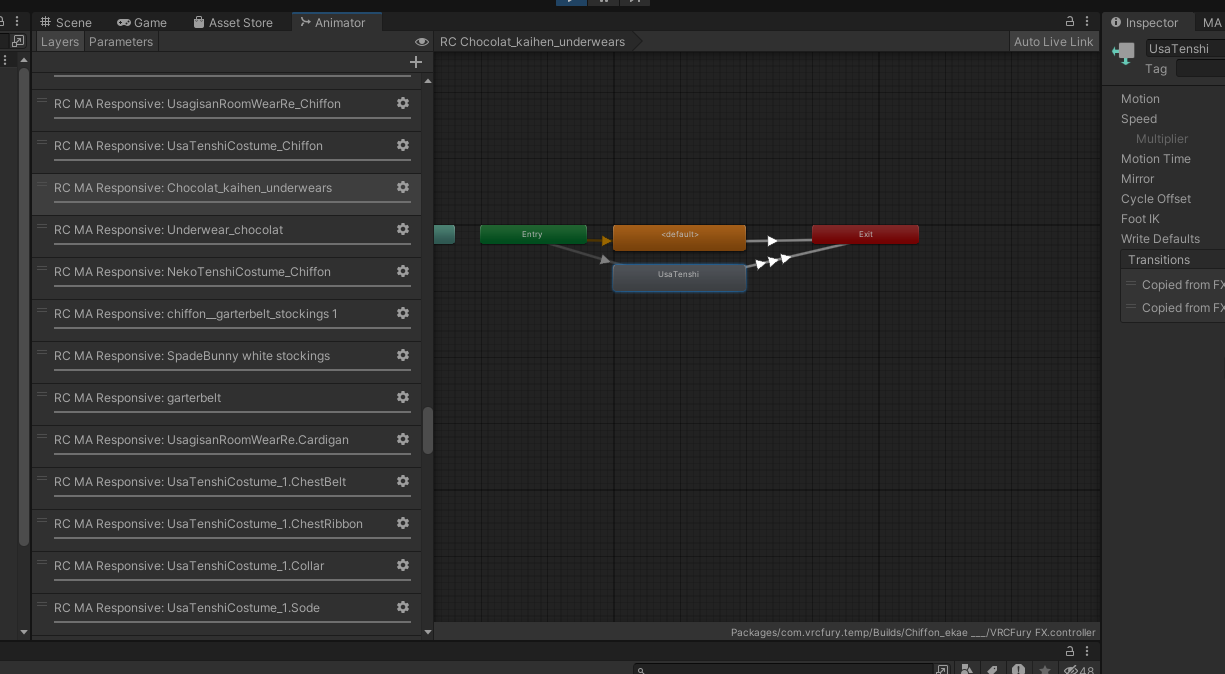 Scene Game Asset Store Animator
Layers Parameters
RC Chocolat_kaihen_underwears
Auto Live Link
RC MA Responsive: UsagisanRoomWearRe_Chiffon
RC MA Responsive: UsaTenshiCostume_Chiffon
RC MA Responsive: Chocolat_kaihen_underwears
RC MA Responsive: Underwear_chocolat
RC MA Responsive: NekoTenshiCostume_Chiffon
RC MA Responsive: chiffon__garterbelt_stockings 1
RC MA Responsive: SpadeBunny white stockings
RC MA Responsive: garterbelt
RC MA Responsive: UsagisanRoomWearRe.Cardigan
RC MA Responsive: UsaTenshiCostume_1.ChestBelt
RC MA Responsive: UsaTenshiCostume_1.ChestRibbon
RC MA Responsive: UsaTenshiCostume_1.Collar
RC MA Responsive: UsaTenshiCostume_1.Sode
Entry
<default>
Exit
UsaTenshi
Packages/com.vrcfury.temp/Builds/Chiffon_ekae ___/VRCFury FX.controller
Inspector MA
UsaTenshi
Tag
Motion
Speed
Multiplier
Motion Time
Mirror
Cycle Offset
Foot IK
Write Defaults
Transitions
Copied from FX
Copied from FX
48